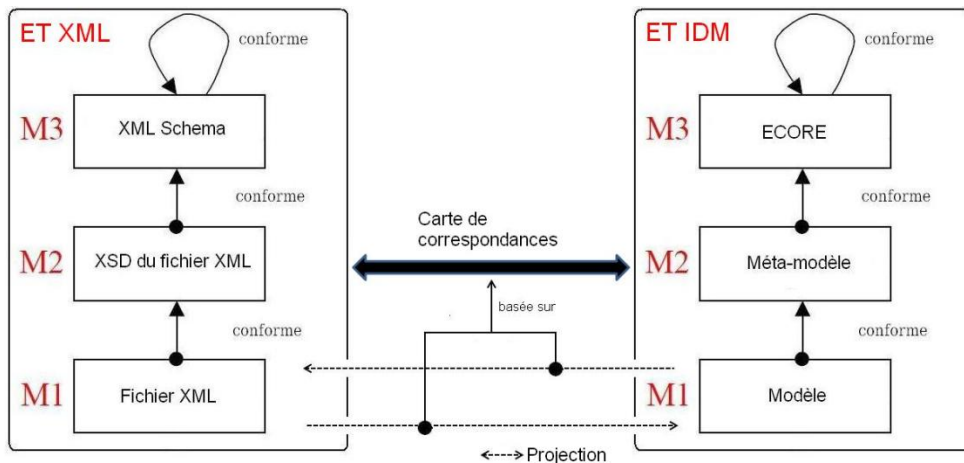 ET XML
conforme
M3
XML Schema
conforme
M2
XSD du fichier XML
conforme
M1
Fichier XML
Carte de
correspondances
basée sur
Projection
ET IDM
conforme
M3
ECORE
conforme
M2
Méta-modèle
conforme
M1
Modèle